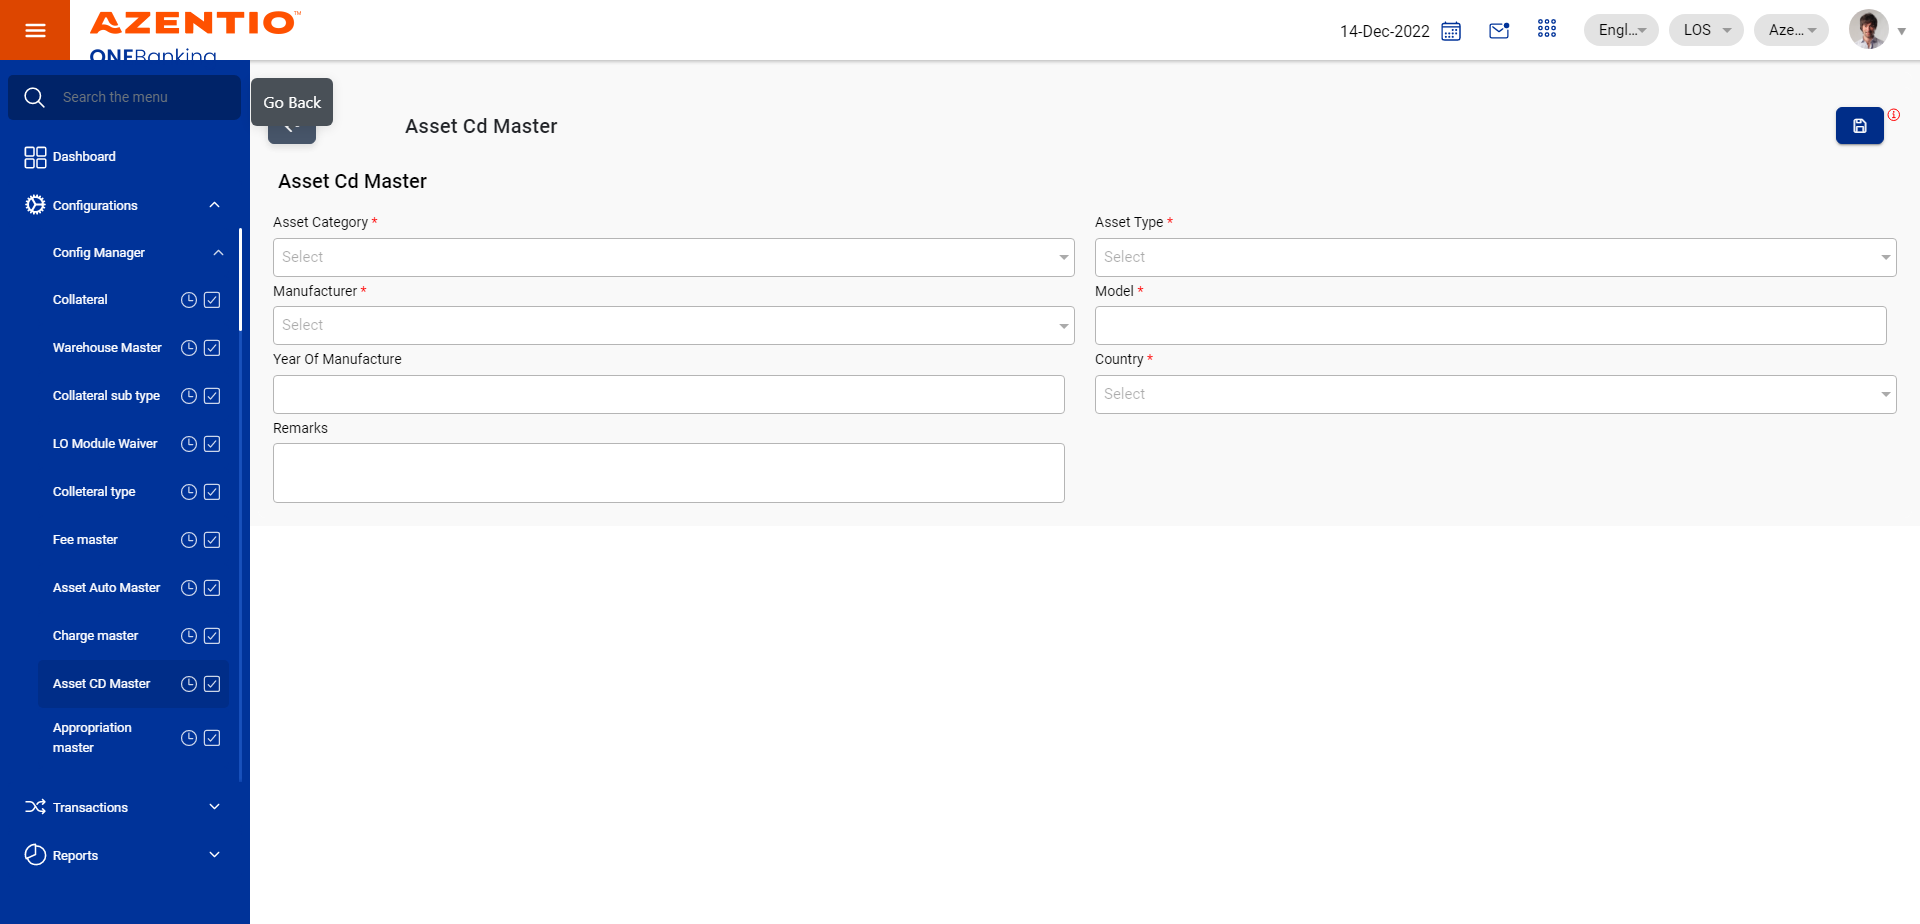 AZENTIO™
ONEBanking
14-Dec-2022
Engl...
LOS
Aze...
Search the menu
Go Back
Asset Cd Master
Dashboard
Configurations
Config Manager
Collateral
Warehouse Master
Collateral sub type
LO Module Waiver
Colleteral type
Fee master
Asset Auto Master
Charge master
Asset CD Master
Appropriation
master
Transactions
Reports
Asset Cd Master
Asset Category *
Select
Asset Type *
Select
Manufacturer *
Select
Model *
Year Of Manufacture
Country *
Select
Remarks